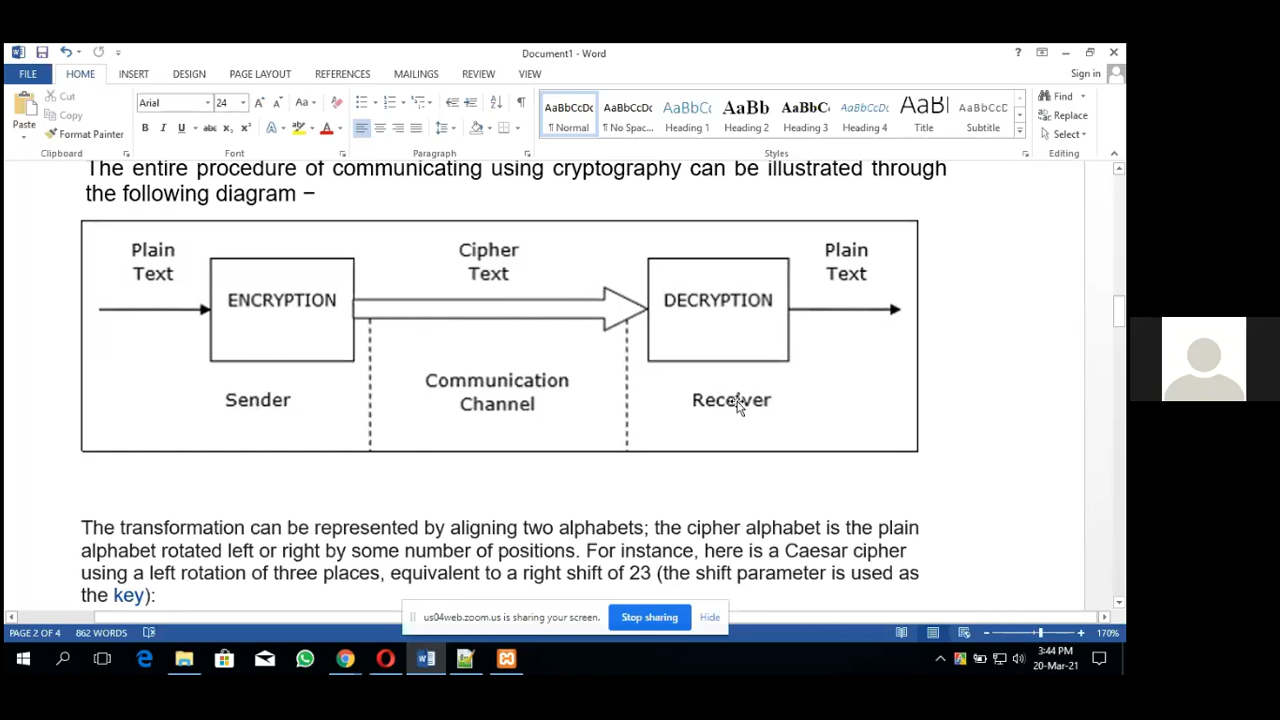 Document1 - Word
?
FILE
HOME
INSERT
DESIGN
PAGE LAYOUT
REFERENCES
MAILINGS
REVIEW
VIEW
Sign in
Paste
Cut
Copy
Format Painter
Clipboard
Arial
24
Font
Paragraph
AaBbCcDc
¶ Normal
AaBbCcDc
¶ No Spac...
AaBbC(
Heading 1
AaBb
Heading 2
AaBbC
Heading 3
AaBbCcDc
Heading 4
AaB
Title
AaBbCcD
Subtitle
Styles
Find
Replace
Select
Editing
The entire procedure of communicating using cryptography can be illustrated through
the following diagram −
Plain
Text
ENCRYPTION
Sender
Cipher
Text
Communication
Channel
DECRYPTION
Receiver
Plain
Text
The transformation can be represented by aligning two alphabets; the cipher alphabet is the plain
alphabet rotated left or right by some number of positions. For instance, here is a Caesar cipher
using a left rotation of three places, equivalent to a right shift of 23 (the shift parameter is used as
the key):
us04web.zoom.us is sharing your screen.
Stop sharing
Hide
PAGE 2 OF 4
862 WORDS
170%
3:44 PM
20-Mar-21